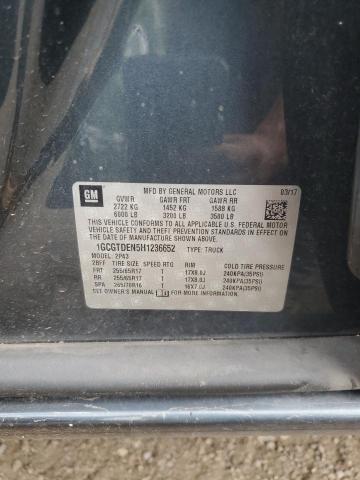 GM
MFD BY GENERAL MOTORS LLC 03/17
GVWR GAWR FRT GAWR RR
2722 KG 1452 KG 1588 KG
6000 LB 3200 LB 3500 LB
THIS VEHICLE CONFORMS TO ALL APPLICABLE U.S. FEDERAL MOTOR
VEHICLE SAFETY AND THEFT PREVENTION STANDARDS IN
EFFECT ON THE DATE OF MANUFACTURE SHOWN ABOVE.
1GCGTDEN5H1236652 TYPE: TRUCK
MODEL: 2P43
2BFF TIRE SIZE SPEED RTG RIM COLD TIRE PRESSURE
FRT 255/65R17 T 17X8.0J 240KPA(35PSI)
RR 255/65R17 T 17X8.0J 240KPA(35PSI)
SPA 265/70R16 T 16X7.0J 240KPA(35PSI)
SEE OWNER'S MANUAL FOR MORE INFORMATION.